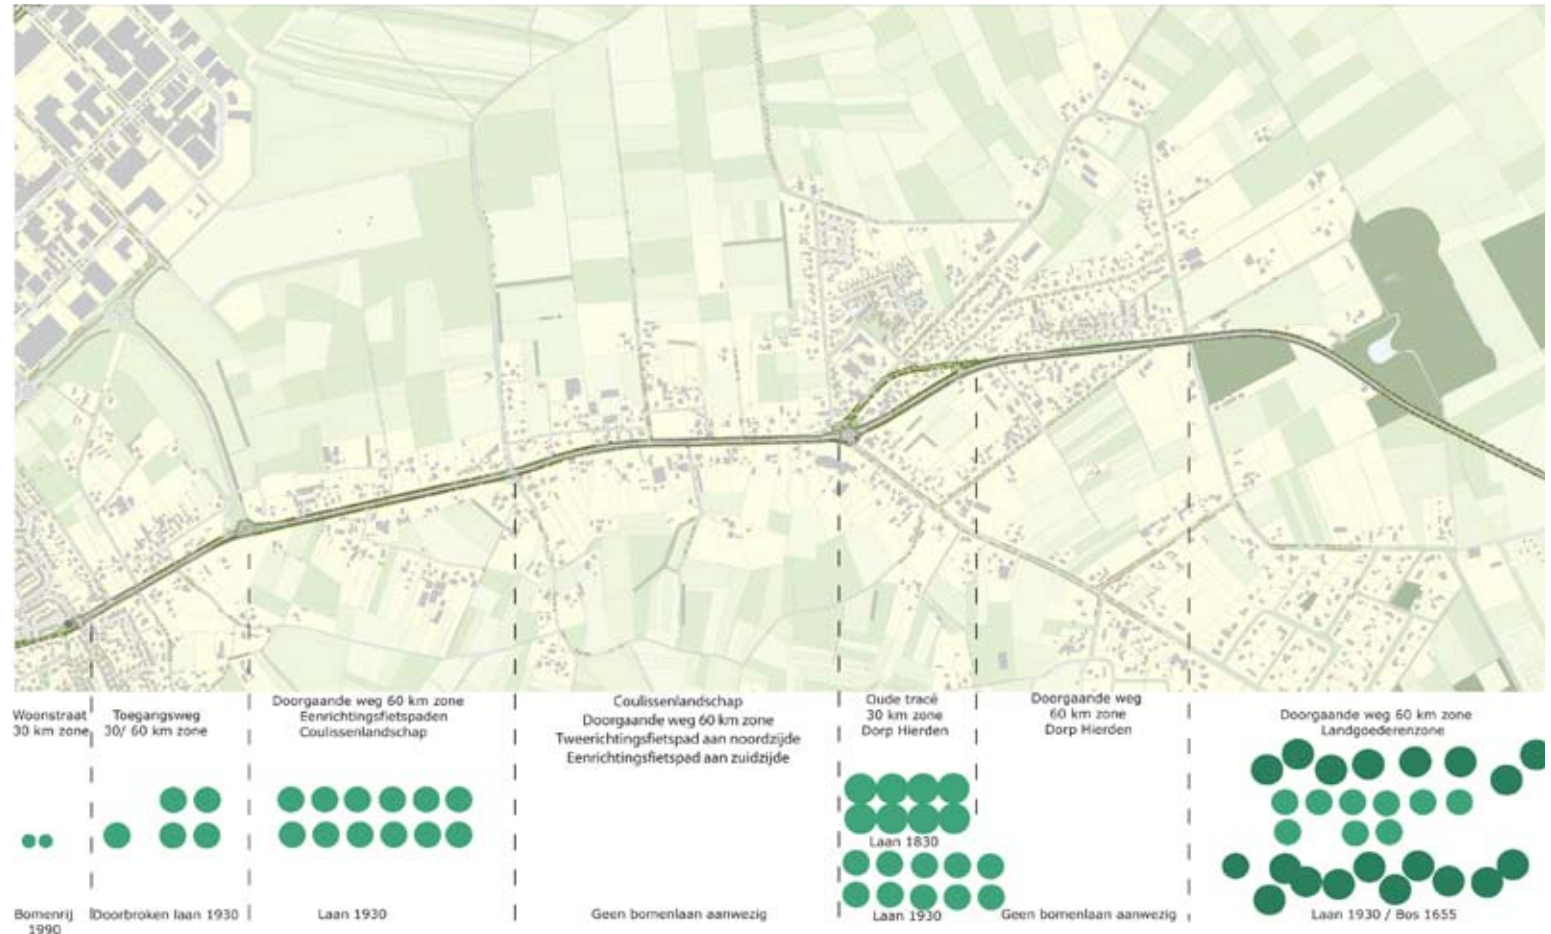 Woonstraat
30 km zone
Toegangsweg
30/ 60 km zone
Doorgaande weg 60 km zone
Eenrichtingsfietspaden
Coulissenlandschap
Coulissenlandschap
Doorgaande weg 60 km zone
Tweerichtingsfietspad aan noordzijde
Eenrichtingsfietspad aan zuidzijde
Oude tracé
30 km zone
Dorp Hierden
Doorgaande weg
60 km zone
Dorp Hierden
Doorgaande weg 60 km zone
Landgoederenzone
Laan 1830
Bomenrij
1990
Doorbroken laan 1930
Laan 1930
Geen bomenlaan aanwezig
Laan 1930
Geen bomenlaan aanwezig
Laan 1930 / Bos 1655